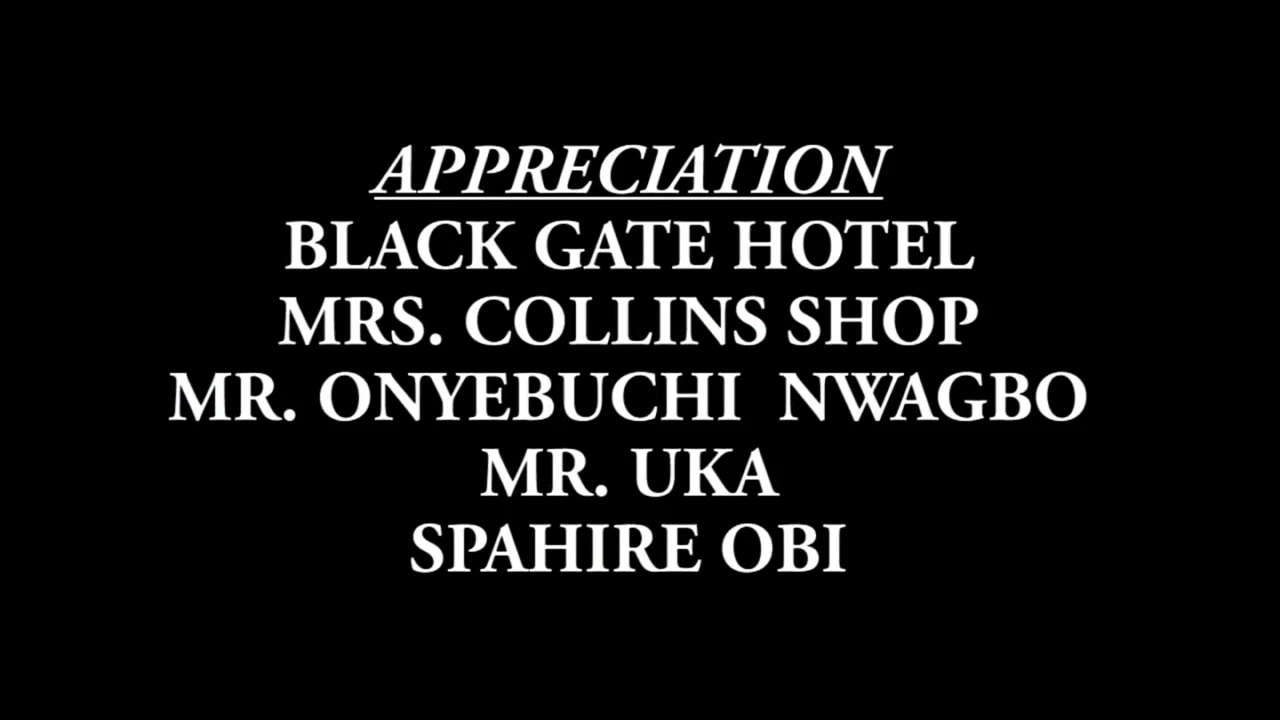 APPRECIATION
BLACK GATE HOTEL
MRS. COLLINS SHOP
MR. ONYEBUCHI  NWAGBO
MR. UKA
SPAHIRE OBI